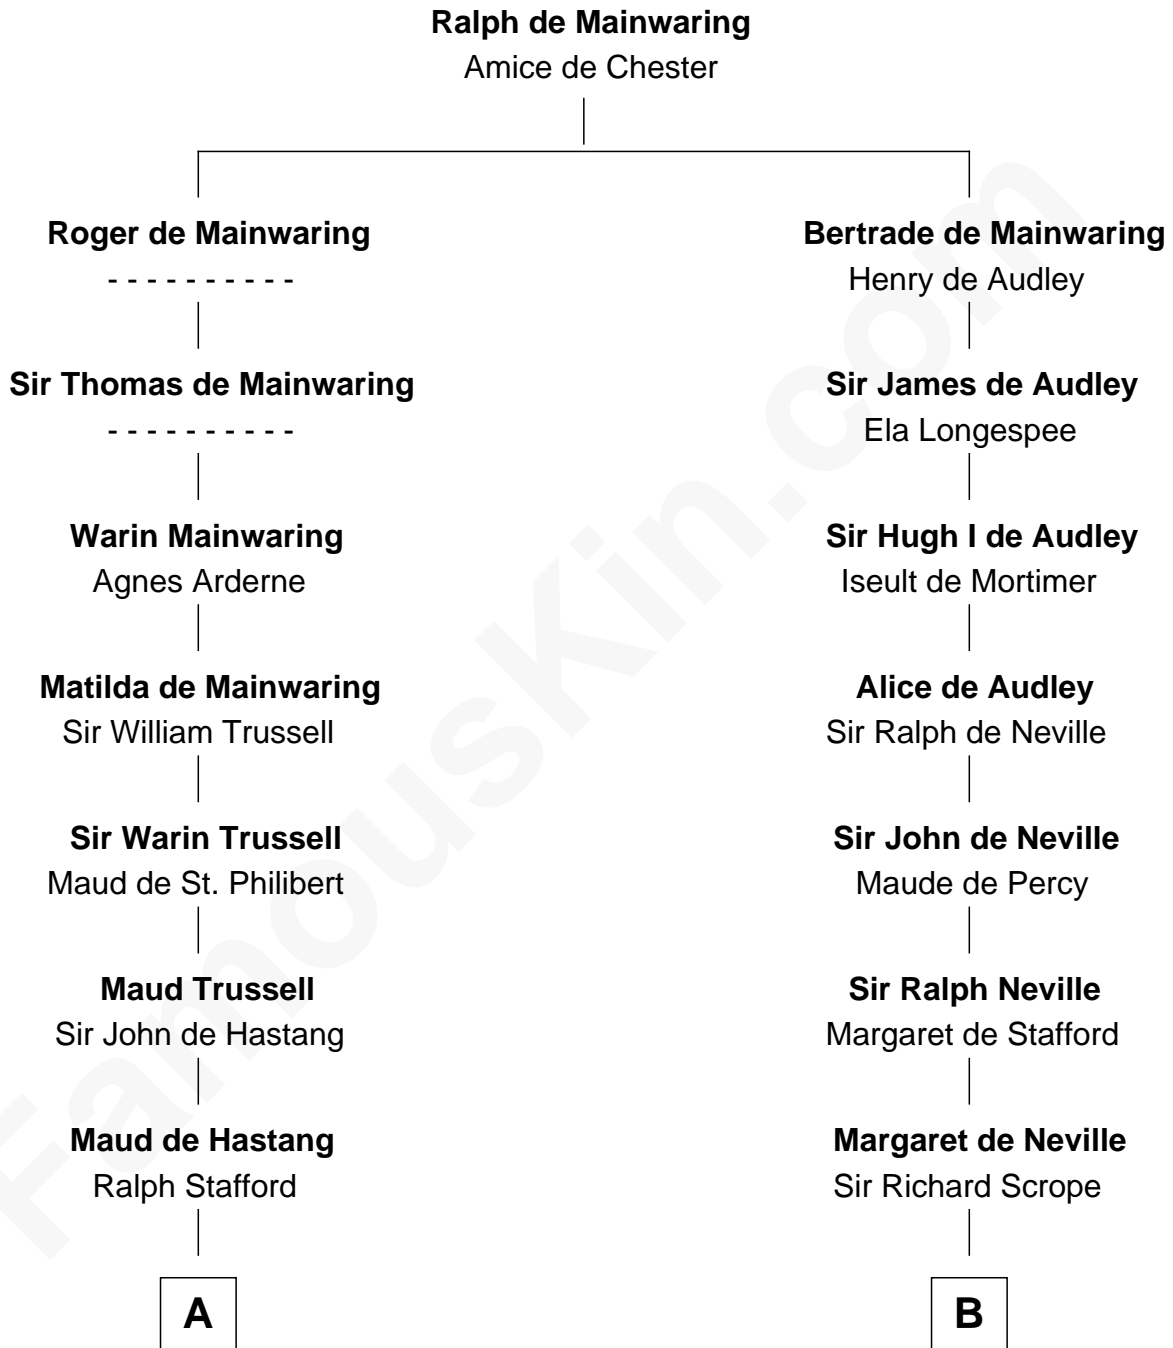 Ralph de Mainwaring
Amice de Chester
Roger de Mainwaring
- - - - - - - - - -
Sir Thomas de Mainwaring
- - - - - - - - - -
Warin Mainwaring
Agnes Arderne
Matilda de Mainwaring
Sir William Trussell
Sir Warin Trussell
Maud de St. Philibert
Maud Trussell
Sir John de Hastang
Maud de Hastang
Ralph Stafford
A
Bertrade de Mainwaring
Henry de Audley
Sir James de Audley
Ela Longespee
Sir Hugh I de Audley
Iseult de Mortimer
Alice de Audley
Sir Ralph de Neville
Sir John de Neville
Maude de Percy
Sir Ralph Neville
Margaret de Stafford
Margaret de Neville
Sir Richard Scrope
B
FamousKin.com